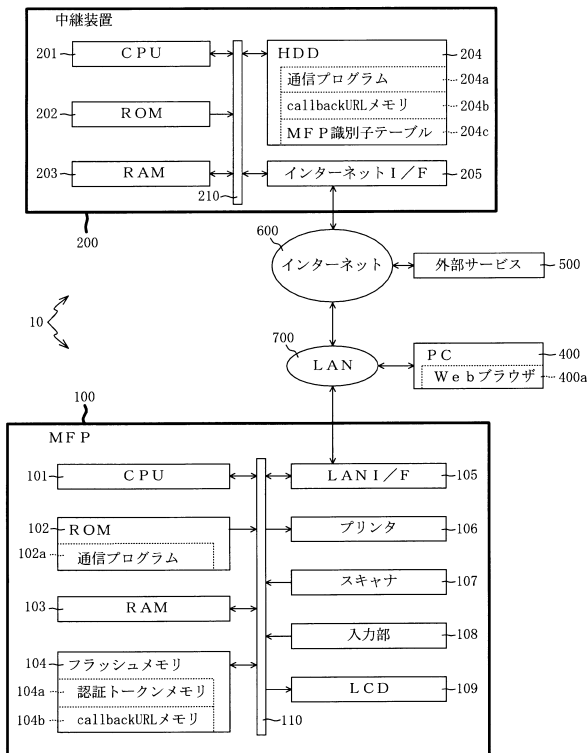 中継装置
201 CPU
HDD 204
通信プログラム 204a
202 ROM
callbackURLメモリ 204b
MFP識別子テーブル 204c
203 RAM
インターネットI/F 205
210
200
600
インターネット
外部サービス 500
10
700
LAN
PC 400
Webブラウザ 400a
100
MFP
101 CPU
LANI/F 105
102 ROM
102a 通信プログラム
プリンタ 106
スキャナ 107
103 RAM
入力部 108
104 フラッシュメモリ
104a 認証トークンメモリ
104b callbackURLメモリ
LCD 109
110